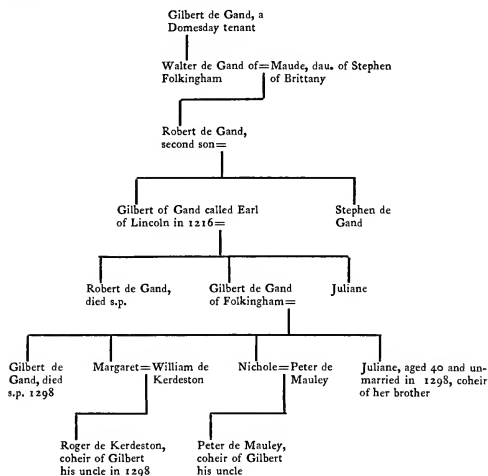 Gilbert de Gand, a
Domesday tenant
Walter de Gand of=Maude, dau. of Stephen
Folkingham of Brittany
Robert de Gand,
second son=
Gilbert of Gand called Earl
of Lincoln in 1216=
Stephen de
Gand
Robert de Gand,
died s.p.
Gilbert de Gand
of Folkingham=
Juliane
Gilbert de
Gand, died
s.p. 1298
Margaret=William de
Kerdeston
Nichole=Peter de
Mauley
Juliane, aged 40 and un-
married in 1298, coheir
of her brother
Roger de Kerdeston,
coheir of Gilbert
his uncle in 1298
Peter de Mauley,
coheir of Gilbert
his uncle